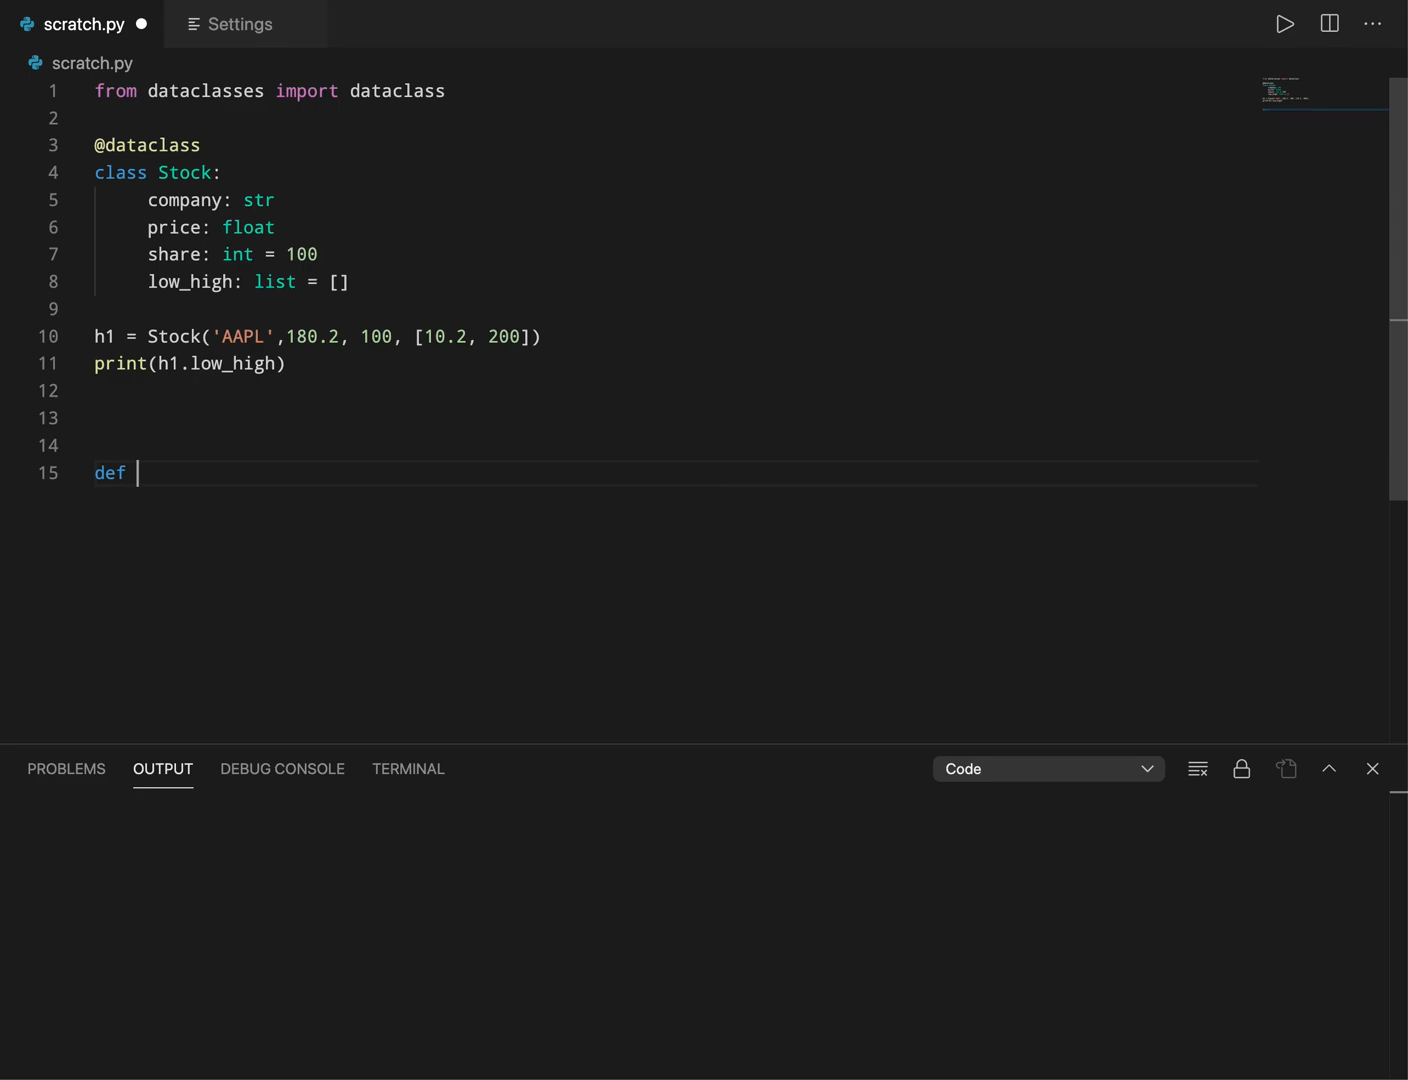 scratch.py Settings
scratch.py
1 from dataclasses import dataclass
2
3 @dataclass
4 class Stock:
5 company: str
6 price: float
7 share: int = 100
8 low_high: list = []
9
10 h1 = Stock('AAPL',180.2, 100, [10.2, 200])
11 print(h1.low_high)
12
13
14
15 def
PROBLEMS OUTPUT DEBUG CONSOLE TERMINAL Code